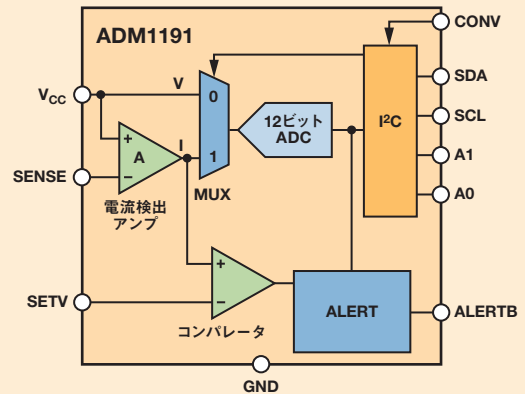 ADM1191
CONV
V
VCC
0
12ビット
ADC
I²C
SDA
SCL
A
I
1
MUX
A1
A0
SENSE
+
−
電流検出
アンプ
SETV
+
−
コンパレータ
ALERT
ALERTB
GND